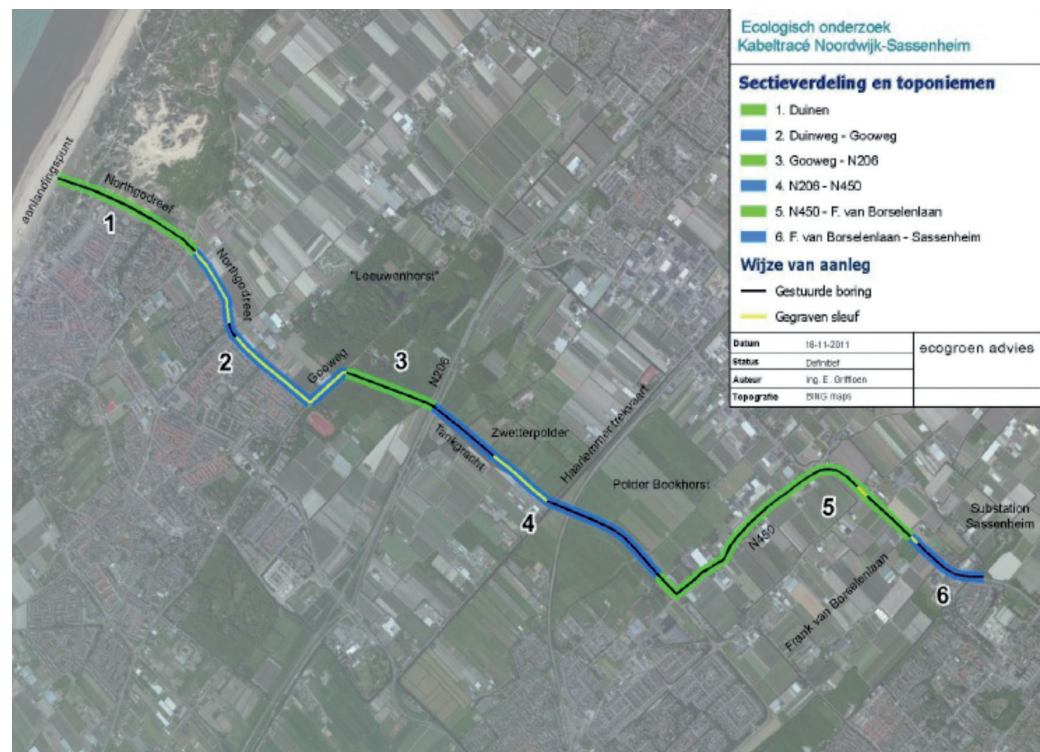 Ecologisch onderzoek
Kabeltracé Noordwijk-Sassenheim
Sectieverdeling en toponiemen
1. Duinen
2. Duinweg - Gooweg
3. Gooweg - N206
4. N206 - N450
5. N450 - F. van Borselenlaan
6. F. van Borselenlaan - Sassenheim
Wijze van aanleg
Gestuurde boring
Gegraven sleuf
Datum 16-11-2011
Status Definitief
Auteur Ing. E. Griffioen
Topografie BING maps
ecogroen advies
aanlandingspunt
Northgodreef
1
Northgodreef
2
Gooweg
"Leeuwenhorst"
3
N206
Tankgracht
Zwetterpolder
4
Haarlemmertrekvaart
Polder Boekhorst
N450
5
Frank van Borselenlaan
Substation
Sassenheim
6